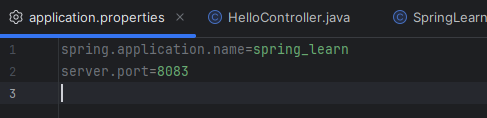 application.properties
HelloController.java
SpringLearn
1 spring.application.name=spring_learn
2 server.port=8083
3